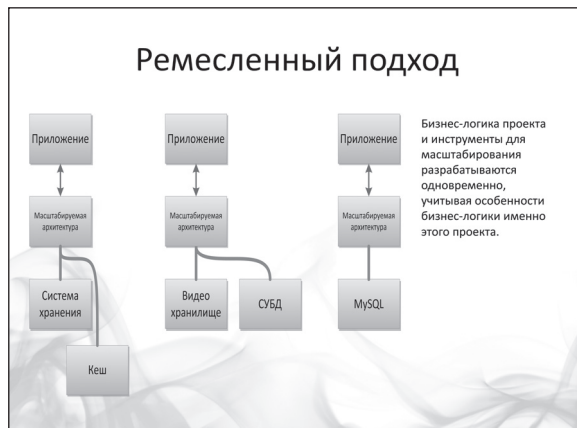 Ремесленный подход
Приложение
Масштабируемая
архитектура
Система
хранения
Кеш
Приложение
Масштабируемая
архитектура
Видео
хранилище
СУБД
Приложение
Масштабируемая
архитектура
MySQL
Бизнес-логика проекта
и инструменты для
масштабирования
разрабатываются
одновременно,
учитывая особенности
бизнес-логики именно
этого проекта.